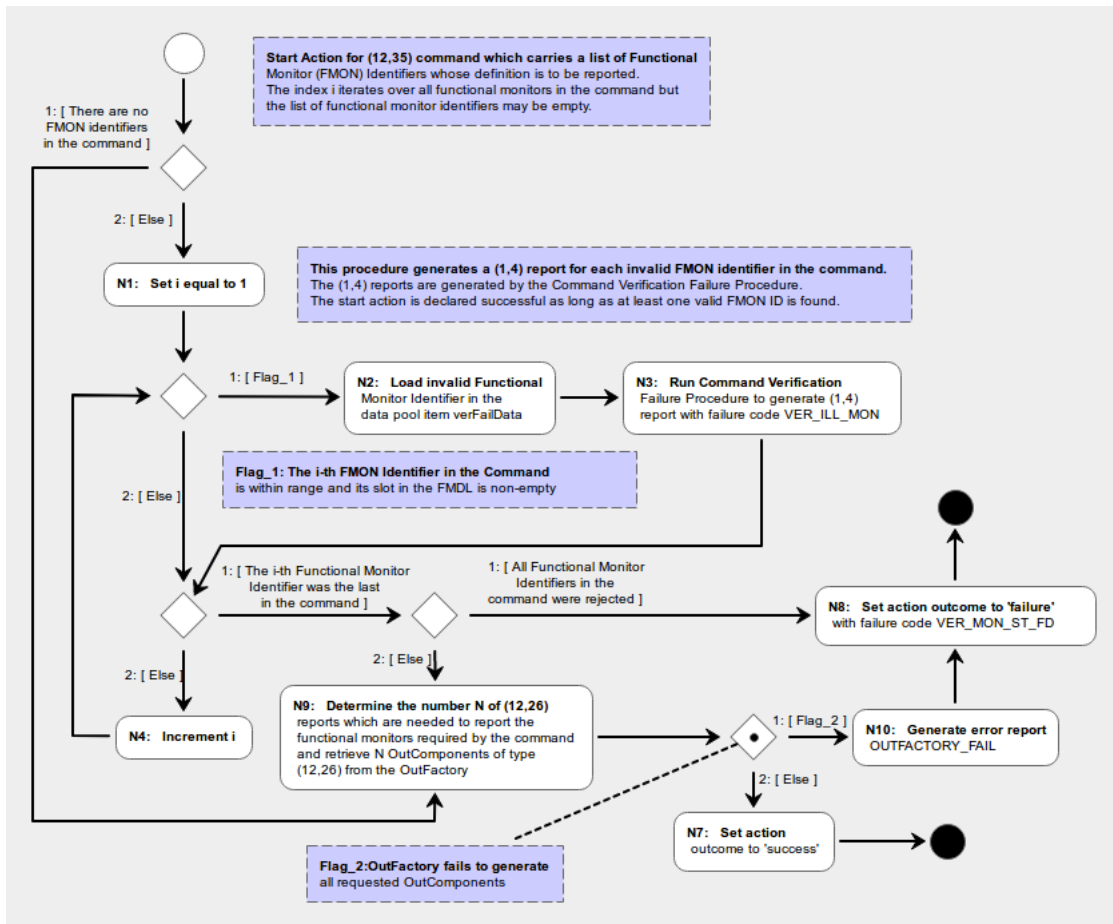 Start Action for (12,35) command which carries a list of Functional
Monitor (FMON) Identifiers whose definition is to be reported.
The index i iterates over all functional monitors in the command but
the list of functional monitor identifiers may be empty.
1: [ There are no
FMON identifiers
in the command ]
2: [ Else ]
N1: Set i equal to 1
This procedure generates a (1,4) report for each invalid FMON identifier in the command.
The (1,4) reports are generated by the Command Verification Failure Procedure.
The start action is declared successful as long as at least one valid FMON ID is found.
1: [ Flag_1 ]
N2: Load invalid Functional
Monitor Identifier in the
data pool item verFailData
N3: Run Command Verification
Failure Procedure to generate (1,4)
report with failure code VER_ILL_MON
Flag_1: The i-th FMON Identifier in the Command
is within range and its slot in the FMDL is non-empty
2: [ Else ]
1: [ The i-th Functional Monitor
Identifier was the last
in the command ]
1: [ All Functional Monitor
Identifiers in the
command were rejected ]
N8: Set action outcome to 'failure'
with failure code VER_MON_ST_FD
2: [ Else ]
2: [ Else ]
N4: Increment i
N9: Determine the number N of (12,26)
reports which are needed to report the
functional monitors required by the command
and retrieve N OutComponents of type
(12,26) from the OutFactory
1: [ Flag_2 ]
N10: Generate error report
OUTFACTORY_FAIL
2: [ Else ]
N7: Set action
outcome to 'success'
Flag_2:OutFactory fails to generate
all requested OutComponents